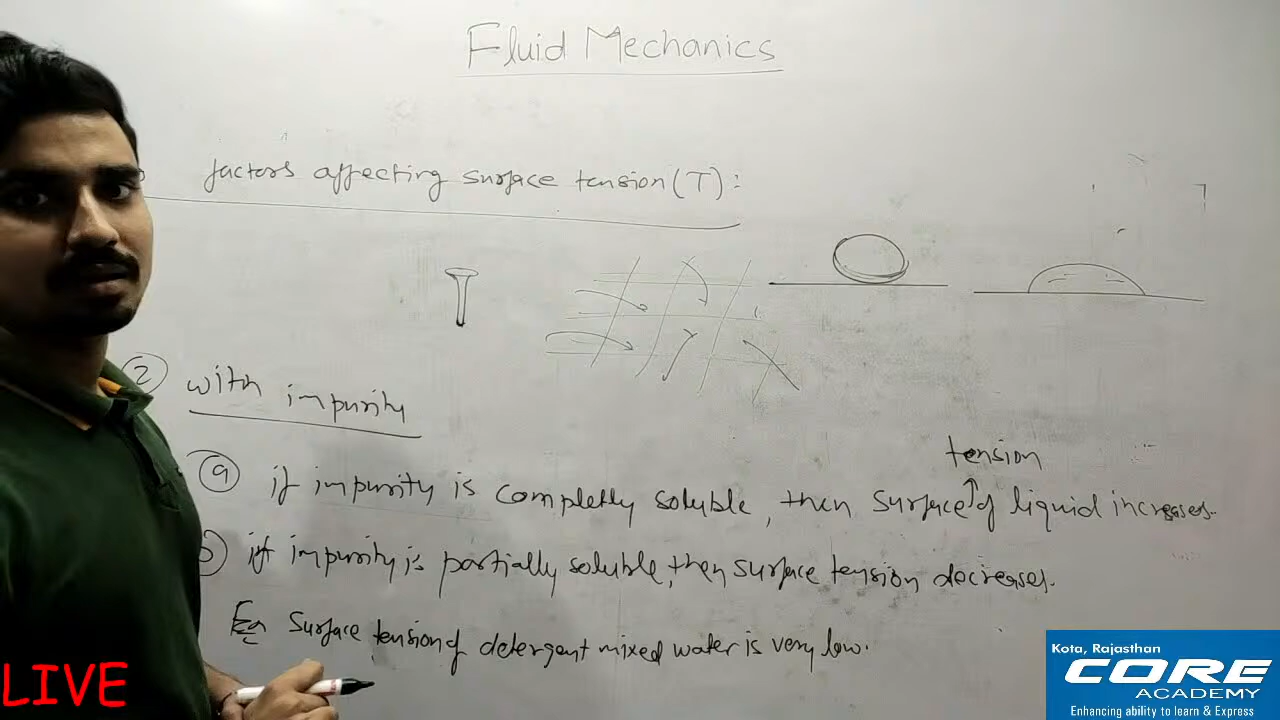 Fluid Mechanics
factors affecting surface tension (T):
② with impurity
ⓐ if impurity is completly soluble, then surface tension of liquid increases.
if impurity is partially soluble, then surface tension decreases.
Eg Surface tension of detergent mixed water is very low.
LIVE
Kota, Rajasthan
CORE
ACADEMY
Enhancing ability to learn & Express